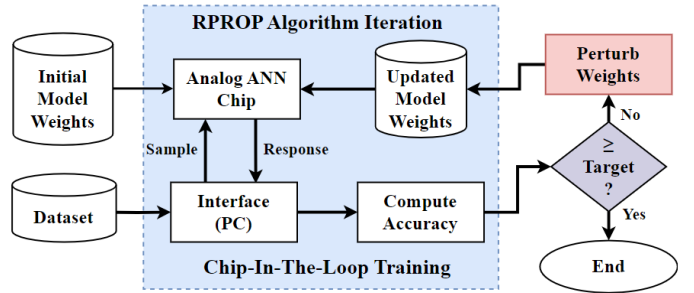 RPROP Algorithm Iteration
Initial
Model
Weights
Analog ANN
Chip
Updated
Model
Weights
Perturb
Weights
No
Sample
Response
≥
Target
?
Dataset
Interface
(PC)
Compute
Accuracy
Yes
Chip-In-The-Loop Training
End